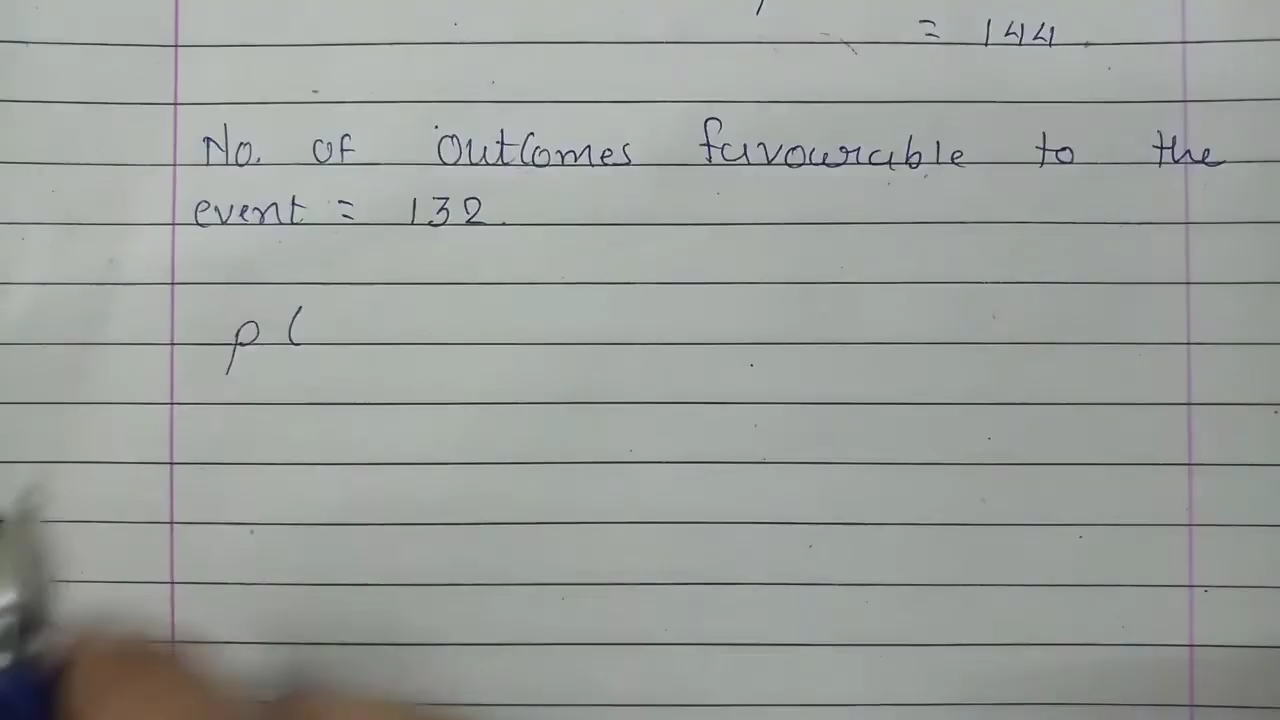 = 144
No. of outcomes favourable to the
event = 132.
P (